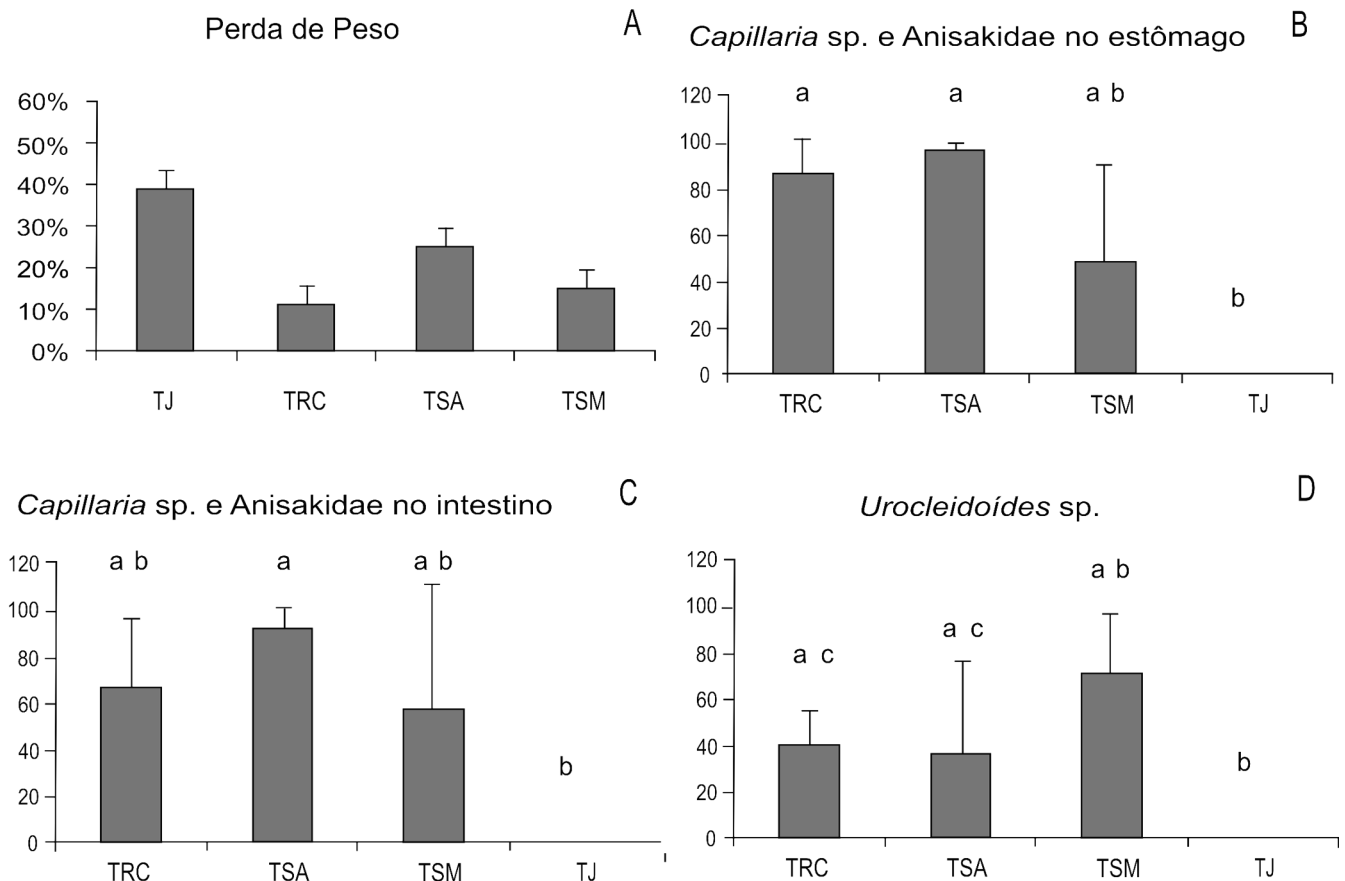 Perda de Peso
A
60%
50%
40%
30%
20%
10%
0%
TJ TRC TSA TSM
Capillaria sp. e Anisakidae no estômago
B
120
100
80
60
40
20
0
a a a b
b
TRC TSA TSM TJ
Capillaria sp. e Anisakidae no intestino
C
120
100
80
60
40
20
0
a b a a b
b
TRC TSA TSM TJ
Urocleidoídes sp.
D
120
100
80
60
40
20
0
a c a c a b
b
TRC TSA TSM TJ